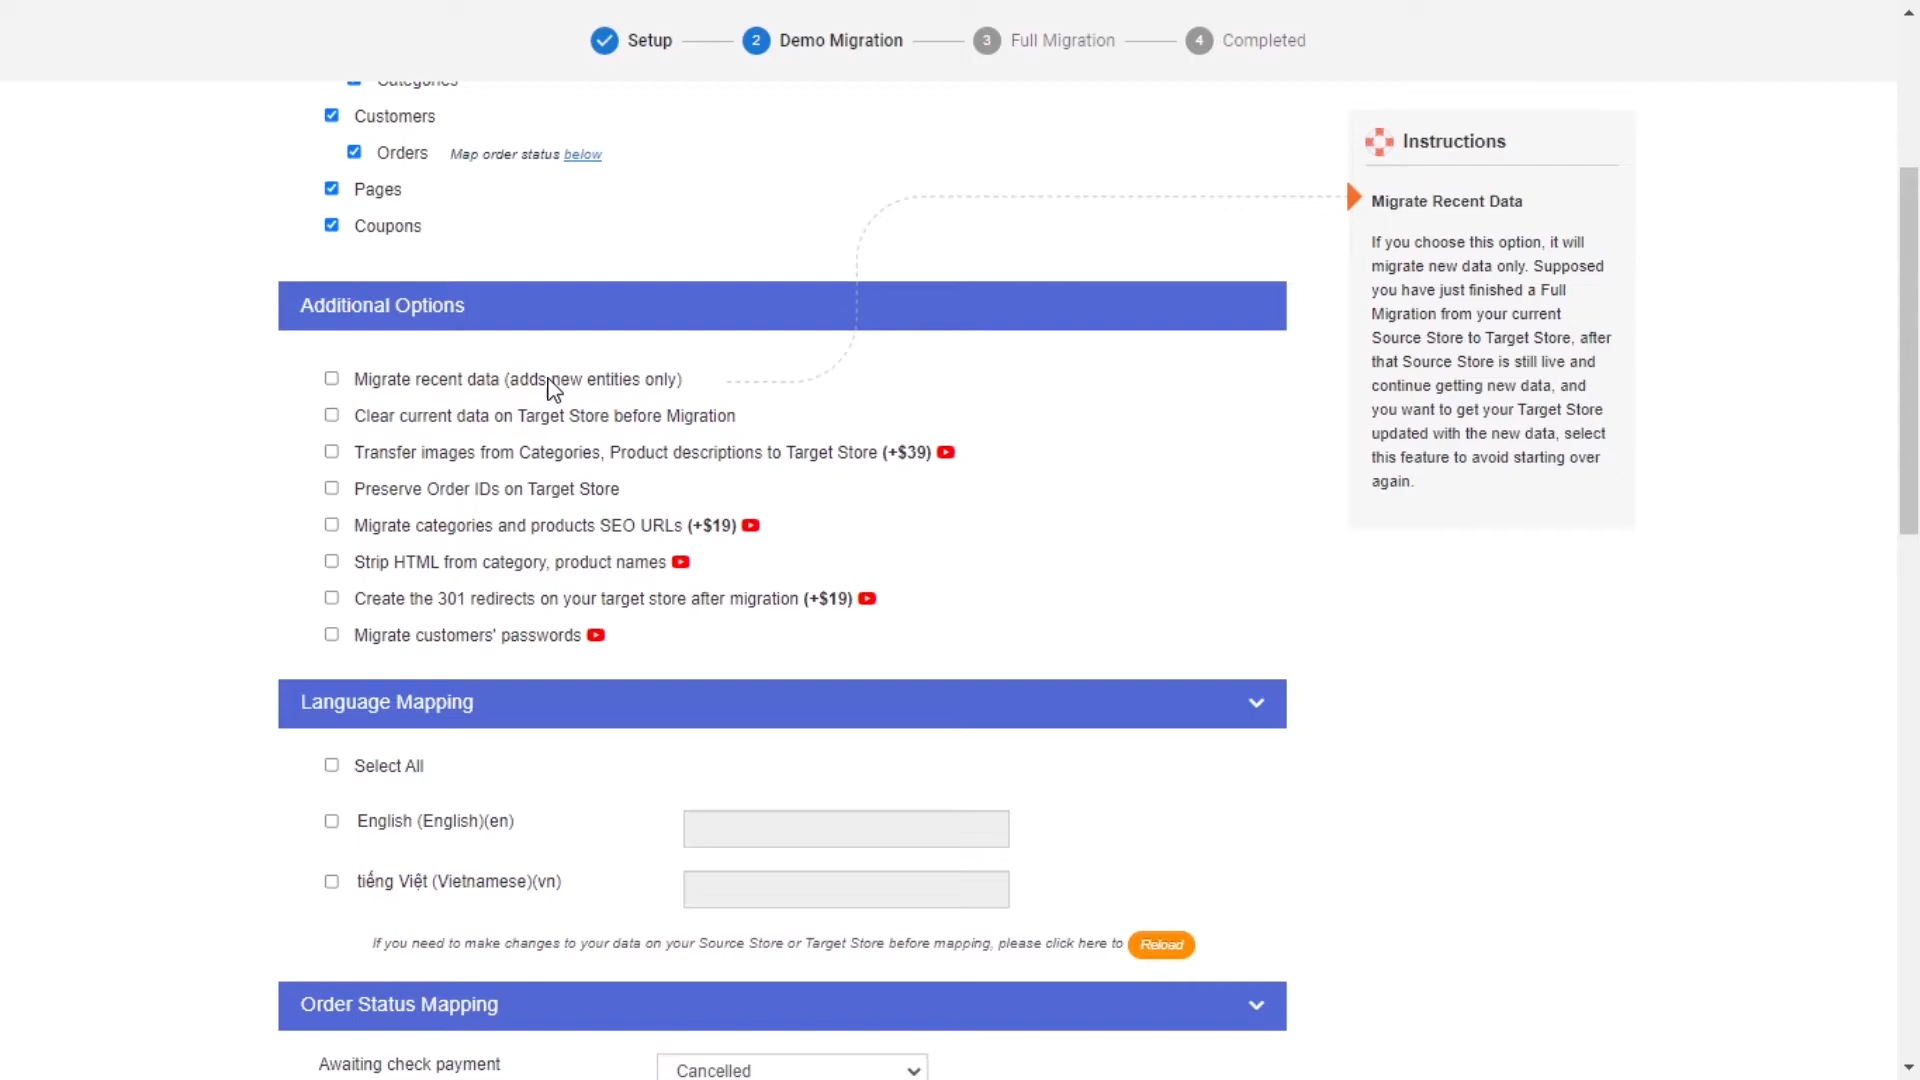 Setup
2
Demo Migration
3
Full Migration
4
Completed
Categories
Customers
Orders Map order status below
Pages
Coupons
Instructions
Migrate Recent Data
If you choose this option, it will
migrate new data only. Supposed
you have just finished a Full
Migration from your current
Source Store to Target Store, after
that Source Store is still live and
continue getting new data, and
you want to get your Target Store
updated with the new data, select
this feature to avoid starting over
again.
Additional Options
Migrate recent data (adds new entities only)
Clear current data on Target Store before Migration
Transfer images from Categories, Product descriptions to Target Store (+$39)
Preserve Order IDs on Target Store
Migrate categories and products SEO URLs (+$19)
Strip HTML from category, product names
Create the 301 redirects on your target store after migration (+$19)
Migrate customers' passwords
Language Mapping
Select All
English (English)(en)
tiếng Việt (Vietnamese)(vn)
If you need to make changes to your data on your Source Store or Target Store before mapping, please click here to Reload
Order Status Mapping
Awaiting check payment
Cancelled